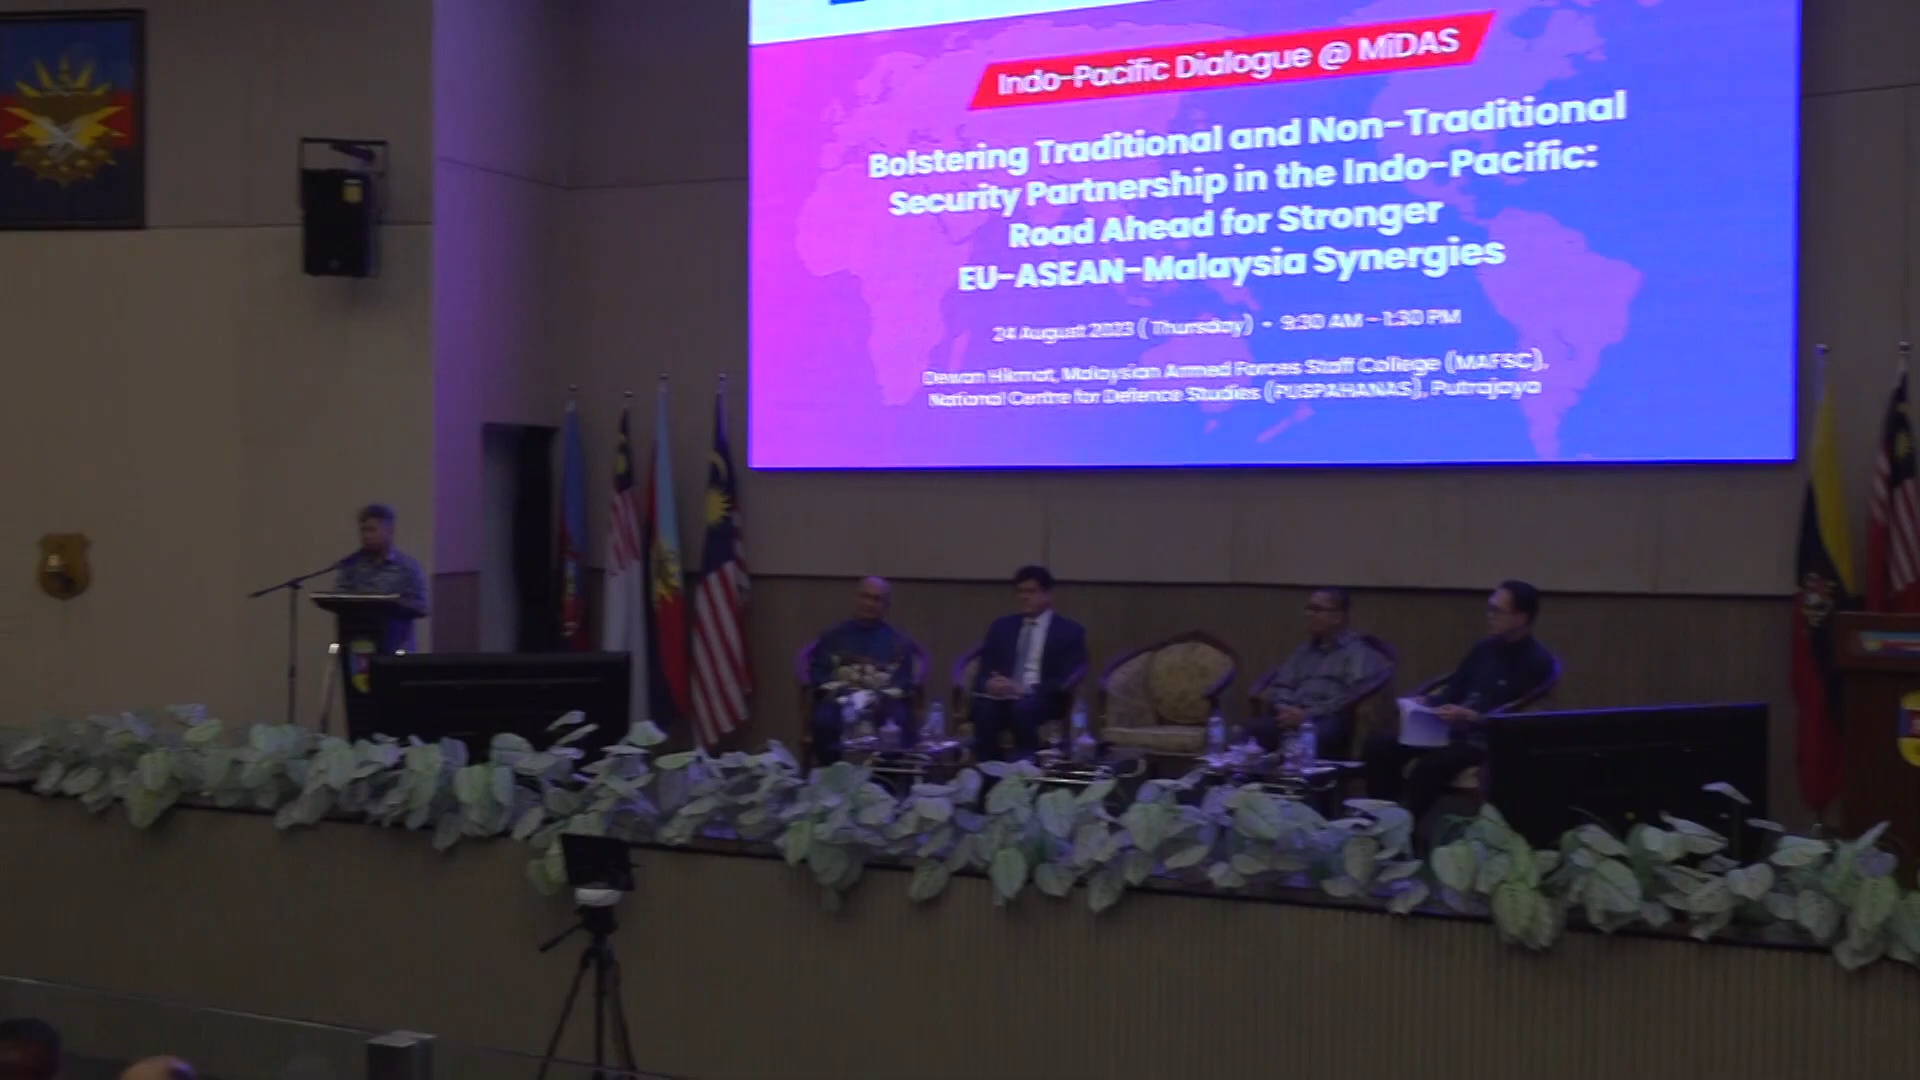 Indo-Pacific Dialogue @ MiDAS
Bolstering Traditional and Non-Traditional
Security Partnership in the Indo-Pacific:
Road Ahead for Stronger
EU-ASEAN-Malaysia Synergies
24 August 2023 ( Thursday) - 9:30 AM - 1:30 PM
Dewan Hikmat, Malaysian Armed Forces Staff College (MAFSC),
National Centre for Defence Studies (PUSPAHANAS), Putrajaya